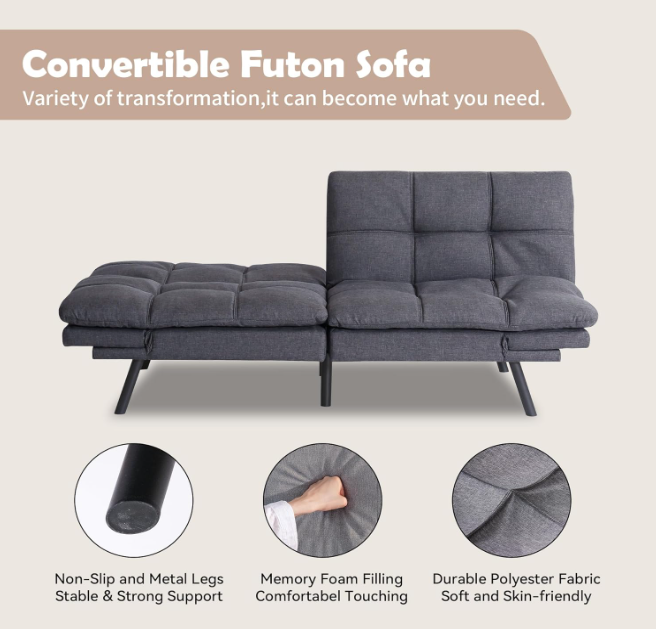 Convertible Futon Sofa
Variety of transformation,it can become what you need.
Non-Slip and Metal Legs
Stable & Strong Support
Memory Foam Filling
Comfortabel Touching
Durable Polyester Fabric
Soft and Skin-friendly